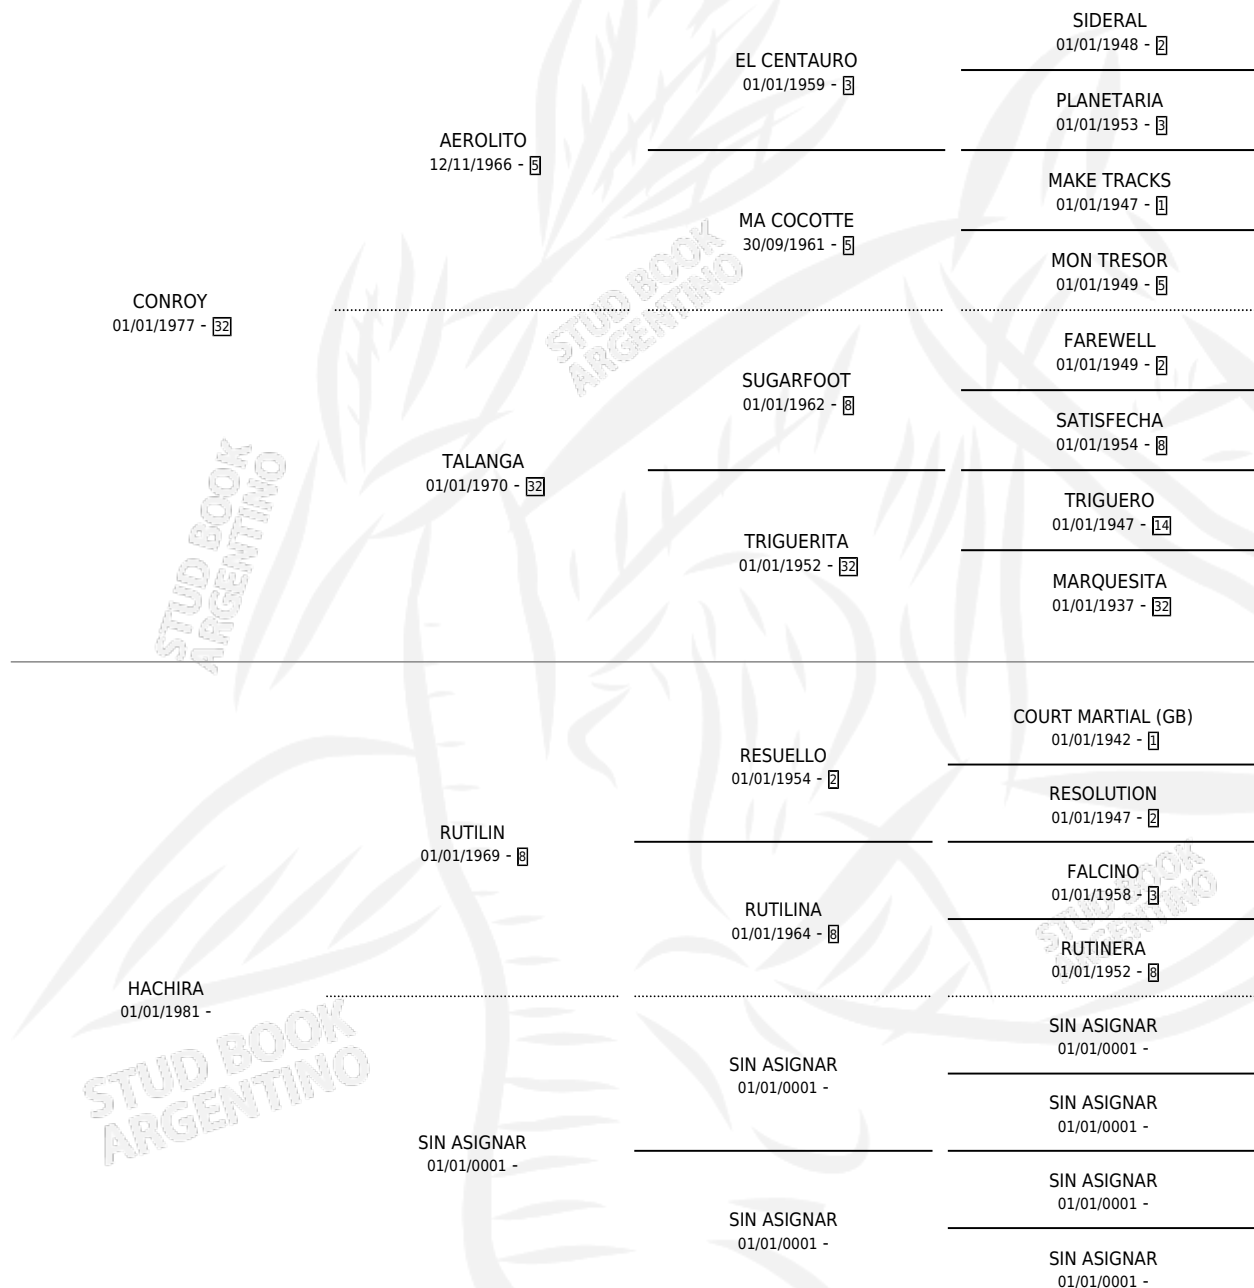 SIDERAL
01/01/1948 - 2
EL CENTAURO
01/01/1959 - 3
PLANETARIA
01/01/1953 - 3
AEROLITO
12/11/1966 - 5
MAKE TRACKS
01/01/1947 - 1
MA COCOTTE
30/09/1961 - 5
MON TRESOR
01/01/1949 - 5
CONROY
01/01/1977 - 32
FAREWELL
01/01/1949 - 2
SUGARFOOT
01/01/1962 - 8
SATISFECHA
01/01/1954 - 8
TALANGA
01/01/1970 - 32
TRIGUERO
01/01/1947 - 14
TRIGUERITA
01/01/1952 - 32
MARQUESITA
01/01/1937 - 32
COURT MARTIAL (GB)
01/01/1942 - 1
RESUELLO
01/01/1954 - 2
RESOLUTION
01/01/1947 - 2
RUTILIN
01/01/1969 - 8
FALCINO
01/01/1958 - 3
RUTILINA
01/01/1964 - 8
RUTINERA
01/01/1952 - 8
HACHIRA
01/01/1981 -
SIN ASIGNAR
01/01/0001 -
SIN ASIGNAR
01/01/0001 -
SIN ASIGNAR
01/01/0001 -
SIN ASIGNAR
01/01/0001 -
SIN ASIGNAR
01/01/0001 -
SIN ASIGNAR
01/01/0001 -
SIN ASIGNAR
01/01/0001 -
STUD BOOK
ARGENTINO
STUD BOOK
ARGENTINO
STUD BOOK
ARGENTINO
STUD BOOK
ARGENTINO